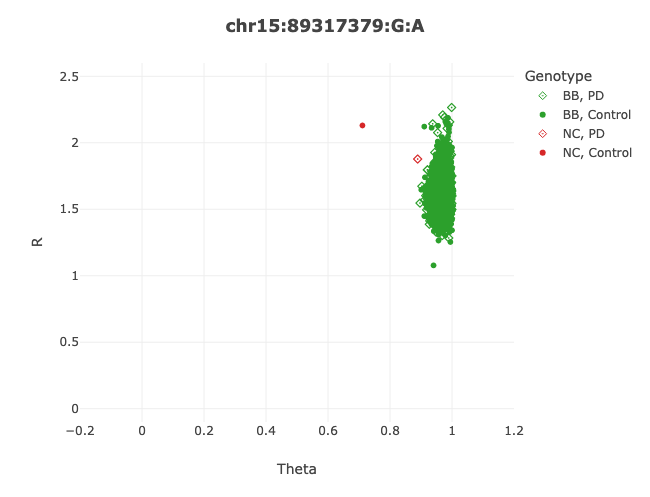 chr15:89317379:G:A
Genotype
BB, PD
BB, Control
NC, PD
NC, Control
2.5
2
1.5
1
0.5
0
R
−0.2 0 0.2 0.4 0.6 0.8 1 1.2
Theta